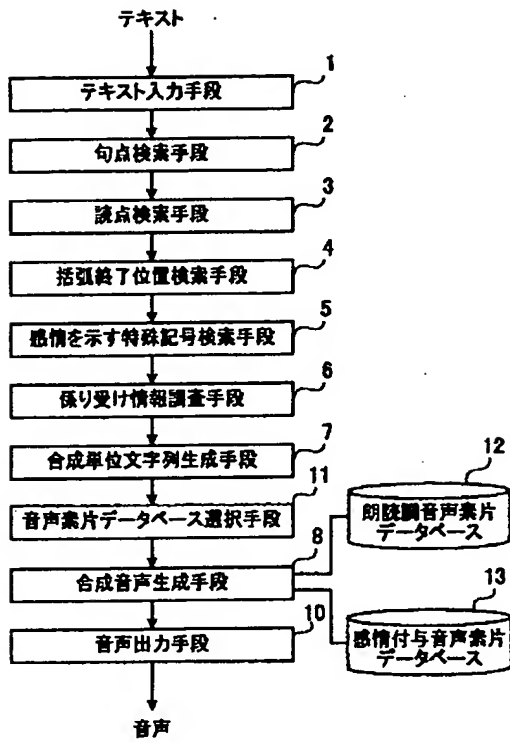 テキスト
1
テキスト入力手段
2
句点検索手段
3
読点検索手段
4
括弧終了位置検索手段
5
感情を示す特殊記号検索手段
6
係り受け情報調査手段
7
合成単位文字列生成手段
11
音声素片データベース選択手段
8
合成音声生成手段
10
音声出力手段
音声
12
朗読調音声素片
データベース
13
感情付与音声素片
データベース